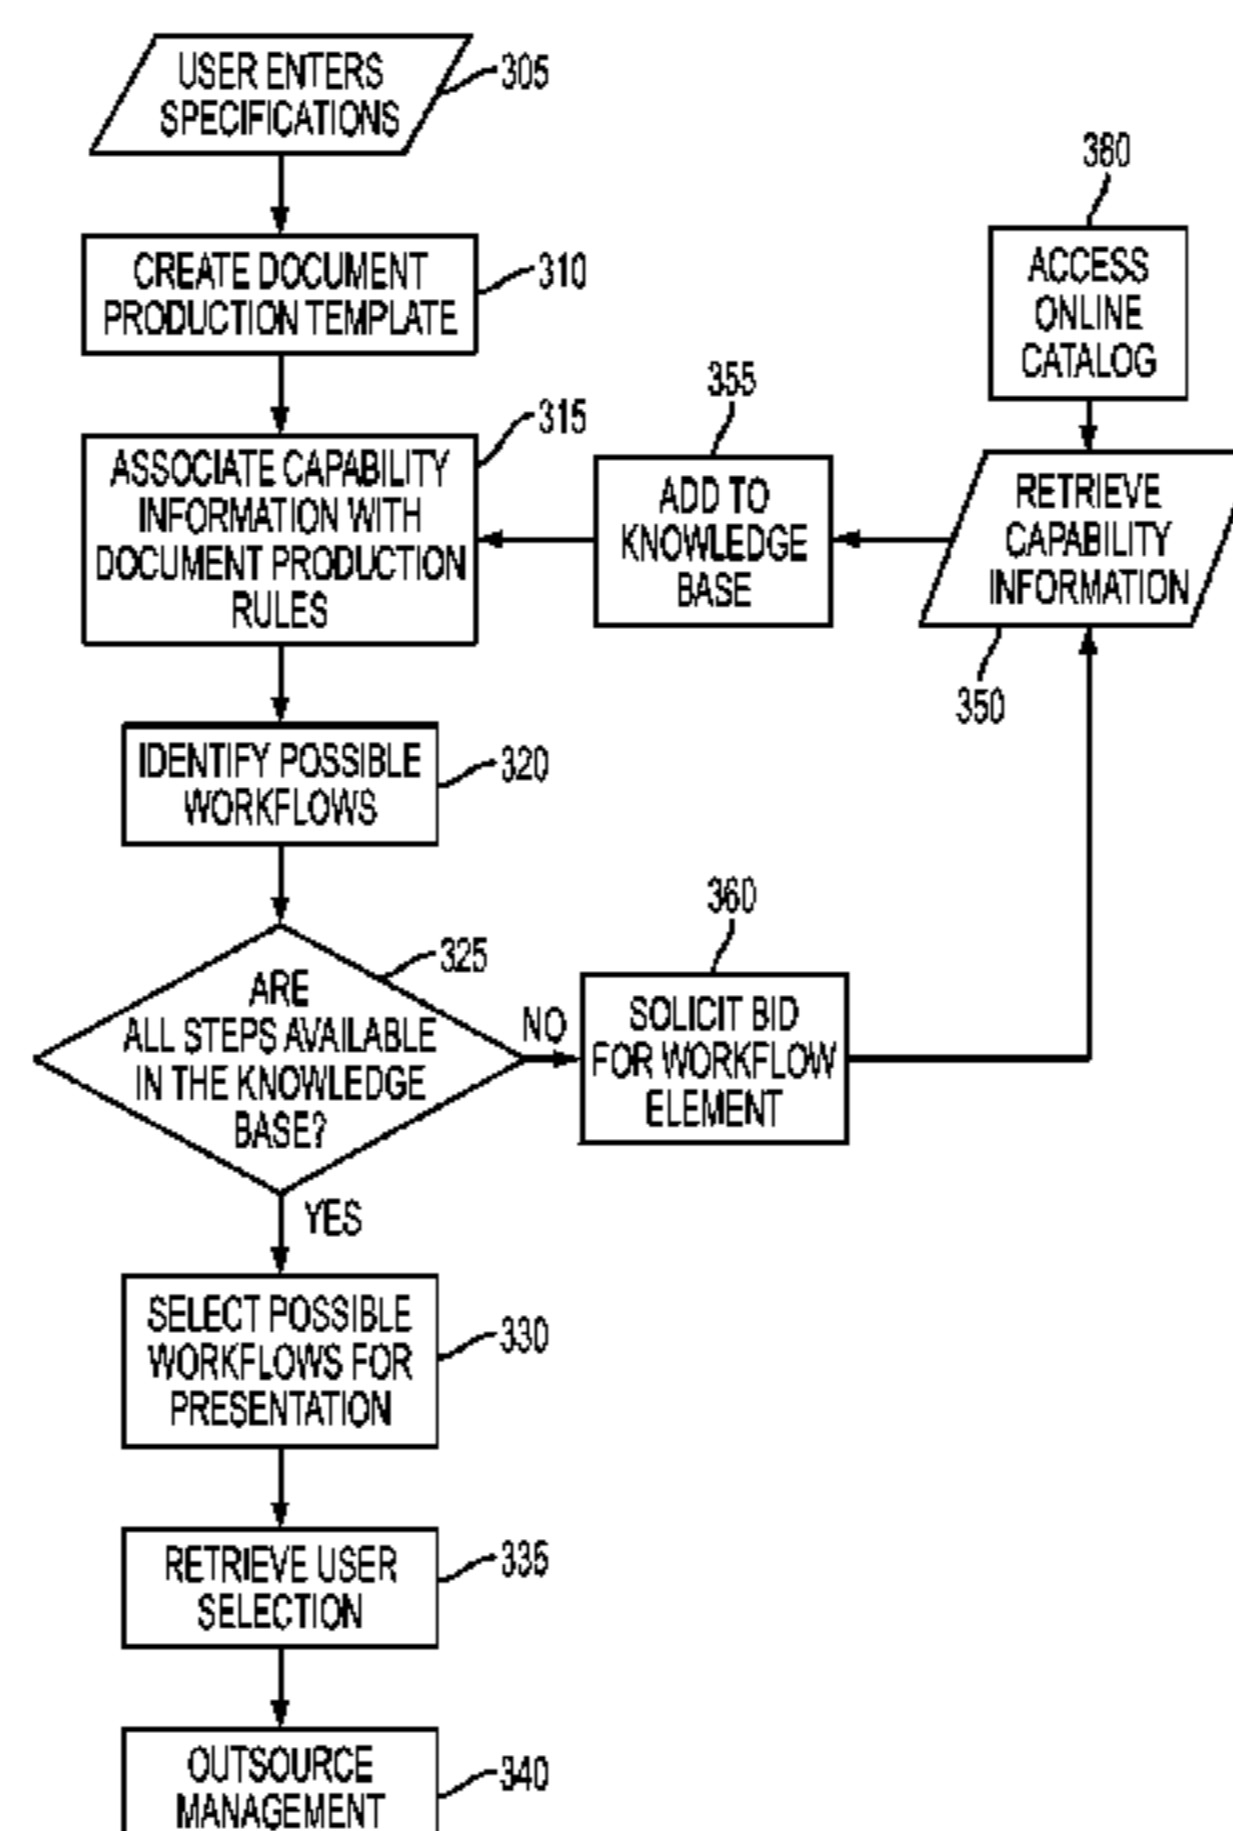 USER ENTERS
SPECIFICATIONS
305
CREATE DOCUMENT
PRODUCTION TEMPLATE
310
315
ASSOCIATE CAPABILITY
INFORMATION WITH
DOCUMENT PRODUCTION
RULES
355
ADD TO
KNOWLEDGE
BASE
380
ACCESS
ONLINE
CATALOG
RETRIEVE
CAPABILITY
INFORMATION
350
IDENTIFY POSSIBLE
WORKFLOWS
320
325
ARE
ALL STEPS AVAILABLE
IN THE KNOWLEDGE
BASE?
NO
360
SOLICIT BID
FOR WORKFLOW
ELEMENT
YES
SELECT POSSIBLE
WORKFLOWS FOR
PRESENTATION
330
RETRIEVE USER
SELECTION
335
OUTSOURCE
MANAGEMENT
340